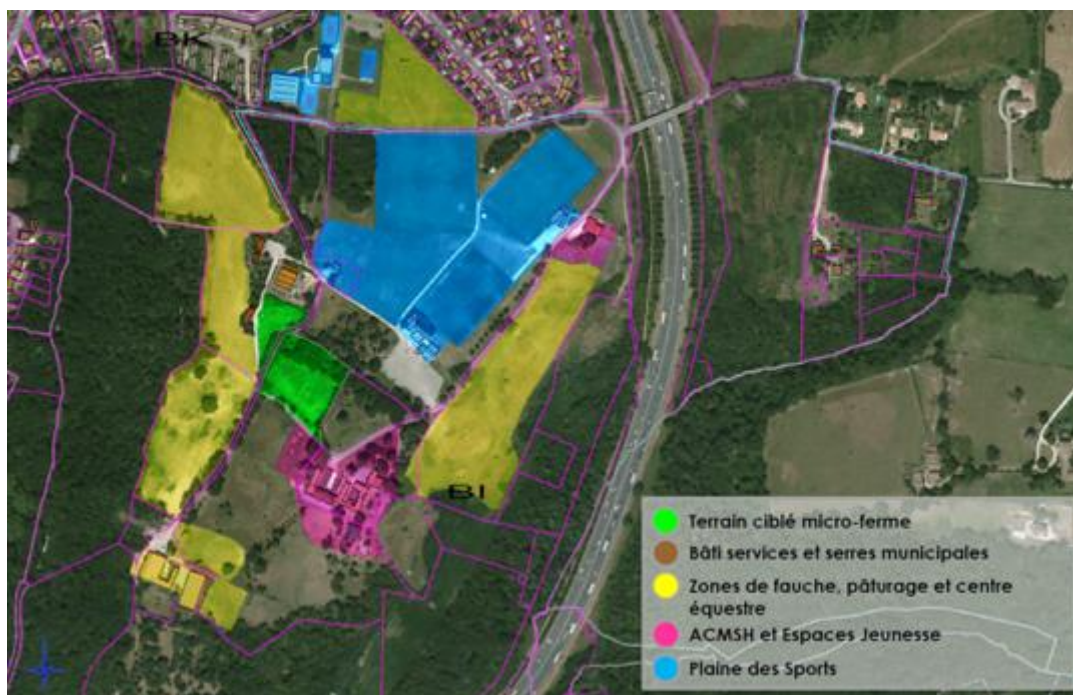 BK
BI
Terrain ciblé micro-ferme
Bâti services et serres municipales
Zones de fauche, pâturage et centre
équestre
ACMSH et Espaces Jeunesse
Plaine des Sports